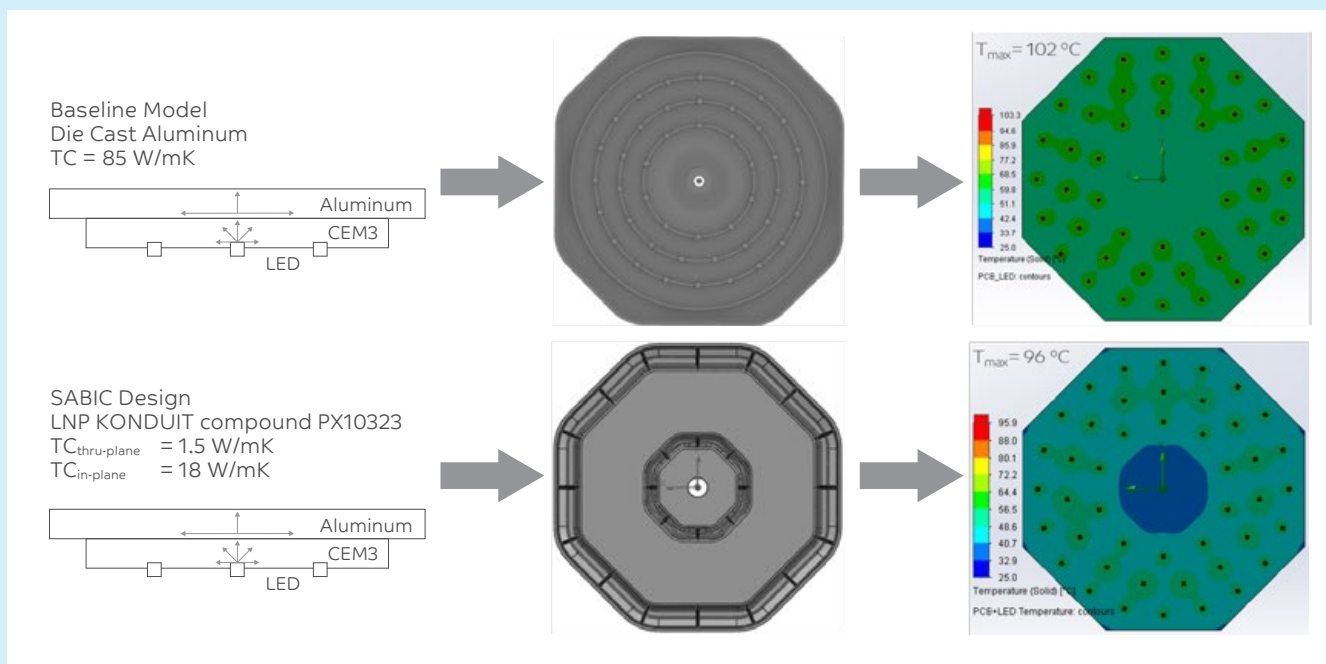 Baseline Model
Die Cast Aluminum
TC = 85 W/mK
Aluminum
CEM3
LED
Tmax= 102 ºC
103.3
94.6
85.9
77.2
68.5
59.8
51.1
42.4
33.7
25.0
Temperature (Solid) [°C]
PCB_LED: contours
SABIC Design
LNP KONDUIT compound PX10323
TCthru-plane = 1.5 W/mK
TCin-plane = 18 W/mK
Aluminum
CEM3
LED
Tmax= 96 ºC
95.9
88.0
80.1
72.2
64.4
56.5
48.6
40.7
32.9
25.0
Temperature (Solid) [°C]
PCB+LED Temperature: contours